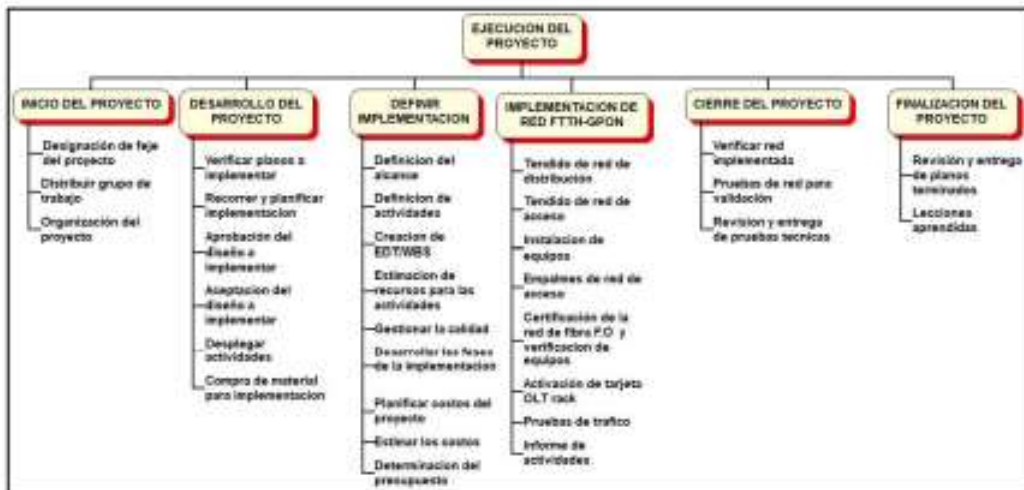 EJECUCION DEL
PROYECTO
INICIO DEL PROYECTO
Designación de feje
del proyecto
Distribuir grupo de
trabajo
Organización del
proyecto
DESARROLLO DEL
PROYECTO
Verificar planos a
implementar
Recorrer y planificar
implementacion
Aprobación del
diseño a
implementar
Aseptacion del
diseño a
implementar
Desplegar
actividades
Compra de material
para implementacion
DEFINIR
IMPLEMENTACION
Definicion del
alcance
Definicion de
actividades
Creacion de
EDT/WBS
Estimacion de
recursos para las
actividades
Gestionar la calidad
Desarrollar las fases
de la implementacion
Planificar costos del
proyecto
Estimar los costos
Determinacion del
presupuesto
IMPLEMENTACION DE
RED FTTH-GPON
Tendido de red de
distribución
Tendido de red de
acceso
Instalacion de
equipos
Empalmes de red de
acceso
Certificación de la
red de fibra F.O y
verificacion de
equipos
Activación de tarjeta
OLT rack
Pruebas de trafico
Informe de
actividades
CIERRE DEL PROYECTO
Verificar red
implementada
Pruebas de red para
validación
Revision y entrega
de pruebas tecnicas
FINALIZACION DEL
PROYECTO
Revisión y entrega
de planos
terminados
Lecciones
aprendidas